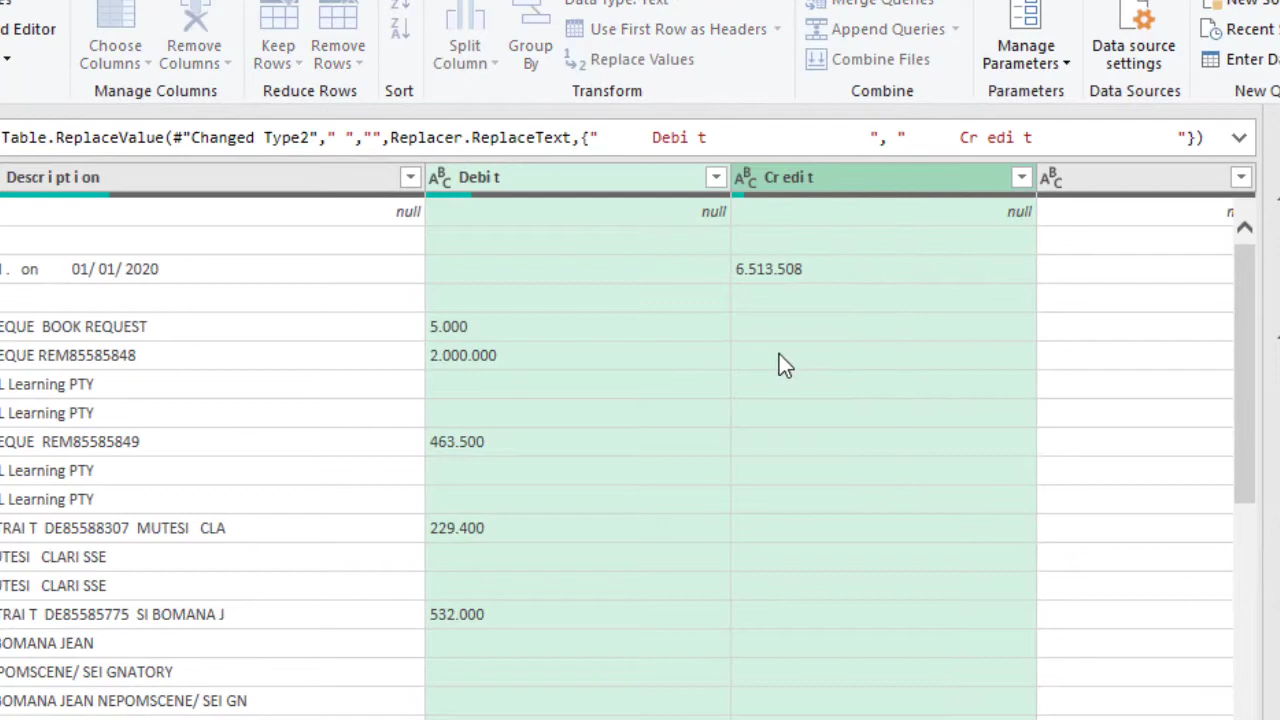 Data Type: Text
Merge Queries
d Editor
Use First Row as Headers
Append Queries
Recent
Choose Columns
Remove Columns
Keep Rows
Remove Rows
Split Column
Group By
Replace Values
Combine Files
Manage Parameters
Data source settings
Enter Da
Manage Columns
Reduce Rows
Sort
Transform
Combine
Parameters
Data Sources
New Q
Table.ReplaceValue(#"Changed Type2"," ","",Replacer.ReplaceText,{"      Debi t                  ", "      Cr edi t                "})
Descr i pt i on
ABC Debi t
ABC Cr edi t
ABC
null null null
l . on 01/ 01/ 2020 6.513.508
EQUE BOOK REQUEST 5.000
EQUE REM85585848 2.000.000
L Learning PTY
L Learning PTY
EQUE REM85585849 463.500
L Learning PTY
L Learning PTY
TRAI T DE85588307 MUTESI CLA 229.400
UTESI CLARI SSE
UTESI CLARI SSE
TRAI T DE85585775 SI BOMANA J 532.000
BOMANA JEAN
POMSCENE/ SEI GNATORY
BOMANA JEAN NEPOMSCENE/ SEI GN